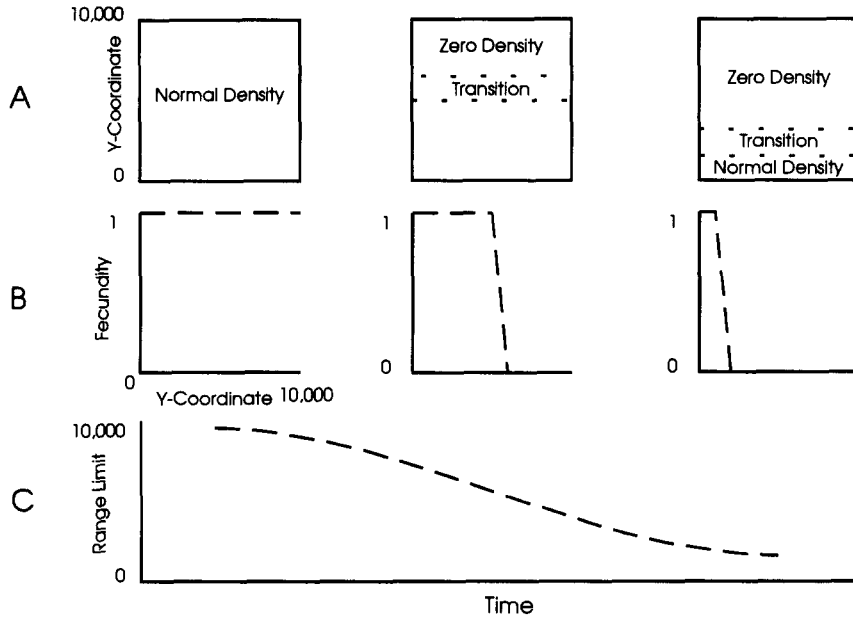 A
Y-Coordinate
10,000
0
Normal Density
Zero Density
Transition
Zero Density
Transition
Normal Density
B
Fecundity
1
0
0
Y-Coordinate
10,000
1
0
1
0
C
Range Limit
10,000
0
Time